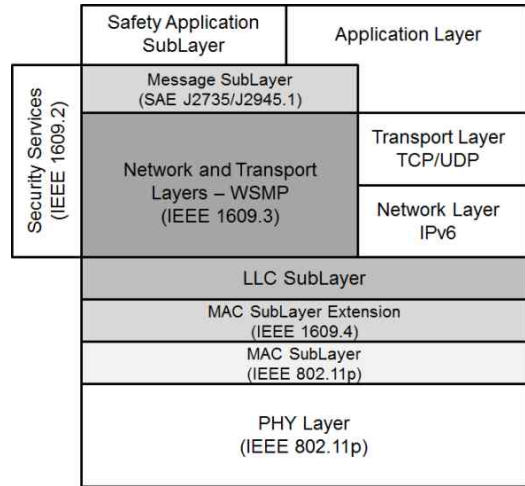 Safety Application
SubLayer
Application Layer
Security Services
(IEEE 1609.2)
Message SubLayer
(SAE J2735/J2945.1)
Network and Transport
Layers – WSMP
(IEEE 1609.3)
Transport Layer
TCP/UDP
Network Layer
IPv6
LLC SubLayer
MAC SubLayer Extension
(IEEE 1609.4)
MAC SubLayer
(IEEE 802.11p)
PHY Layer
(IEEE 802.11p)